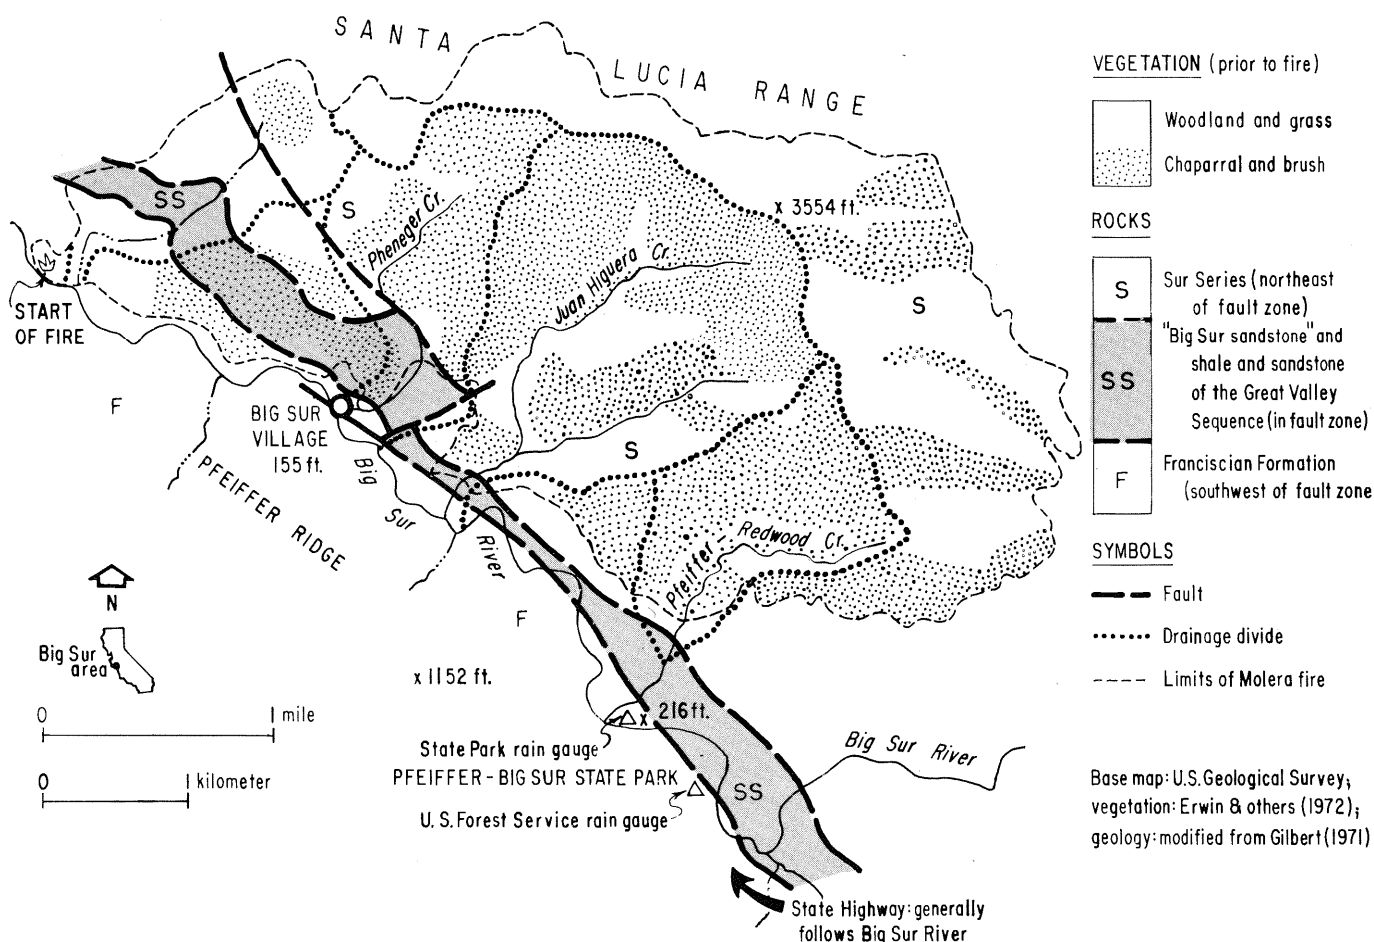 SANTA LUCIA RANGE
x 3554 ft.
SS
S
Pheneger Cr.
Juan Higuera Cr.
S
M
START
OF FIRE
F
BIG SUR
VILLAGE
155 ft.
S
Big Sur River
PFEIFFER RIDGE
Pfeiffer - Redwood Cr.
F
N
Big Sur
area
x 1152 ft.
x 216 ft.
State Park rain gauge
PFEIFFER - BIG SUR STATE PARK
U.S. Forest Service rain gauge
SS
Big Sur River
0 1 mile
0 1 kilometer
State Highway: generally
follows Big Sur River
VEGETATION (prior to fire)
Woodland and grass
Chaparral and brush
ROCKS
S
Sur Series (northeast
of fault zone)
SS
"Big Sur sandstone" and
shale and sandstone
of the Great Valley
Sequence (in fault zone)
F
Franciscian Formation
(southwest of fault zone
SYMBOLS
Fault
Drainage divide
Limits of Molera fire
Base map: U.S. Geological Survey;
vegetation: Erwin & others (1972);
geology: modified from Gilbert (1971)